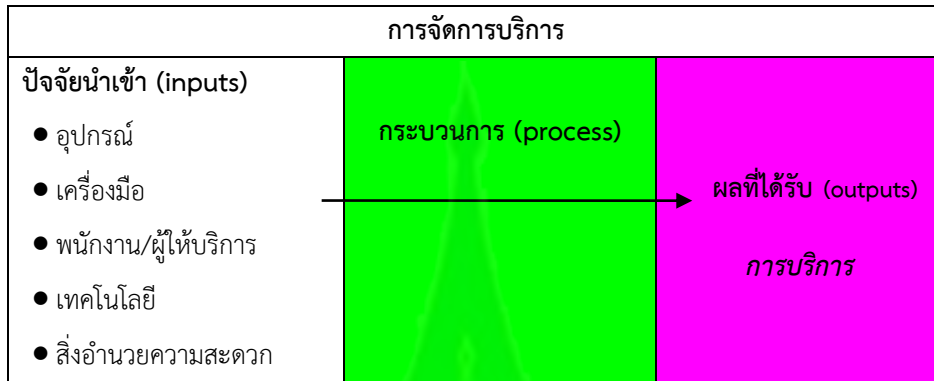 การจัดการบริการ
ปัจจัยนำเข้า (inputs)
● อุปกรณ์
● เครื่องมือ
● พนักงาน/ผู้ให้บริการ
● เทคโนโลยี
● สิ่งอำนวยความสะดวก
กระบวนการ (process)
ผลที่ได้รับ (outputs)
การบริการ